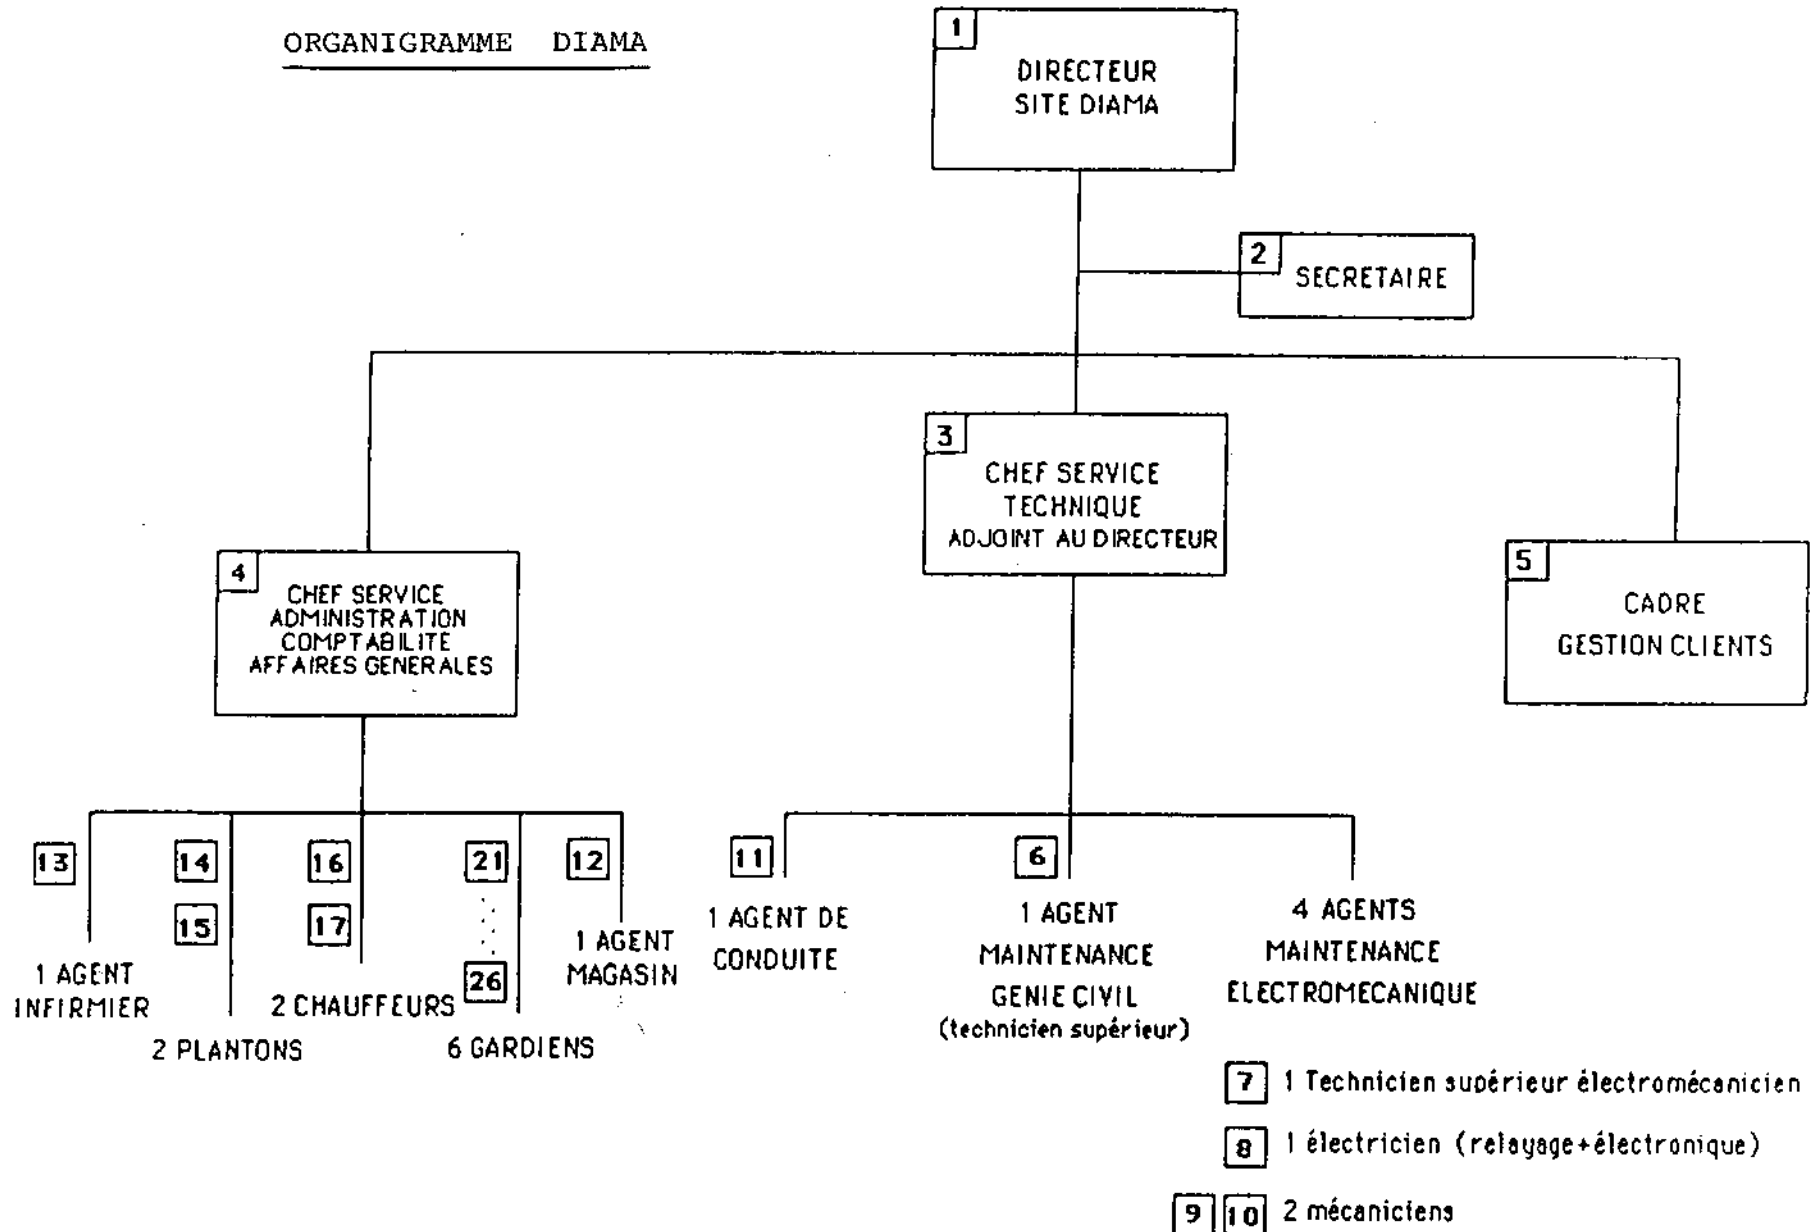 ORGANIGRAMME DIAMA
1
DIRECTEUR
SITE DIAMA
2
SECRETAIRE
3
CHEF SERVICE
TECHNIQUE
ADJOINT AU DIRECTEUR
4
CHEF SERVICE
ADMINISTRATION
COMPTABILITE
AFFAIRES GENERALES
5
CADRE
GESTION CLIENTS
13
1 AGENT
INFIRMIER
14
15
2 PLANTONS
16
17
2 CHAUFFEURS
21
26
6 GARDIENS
12
1 AGENT
MAGASIN
11
1 AGENT DE
CONDUITE
6
1 AGENT
MAINTENANCE
GENIE CIVIL
(technicien supérieur)
4 AGENTS
MAINTENANCE
ELECTROMECANIQUE
7 1 Technicien supérieur électromécanicien
8 1 électricien (relayage+électronique)
9 10 2 mécaniciens